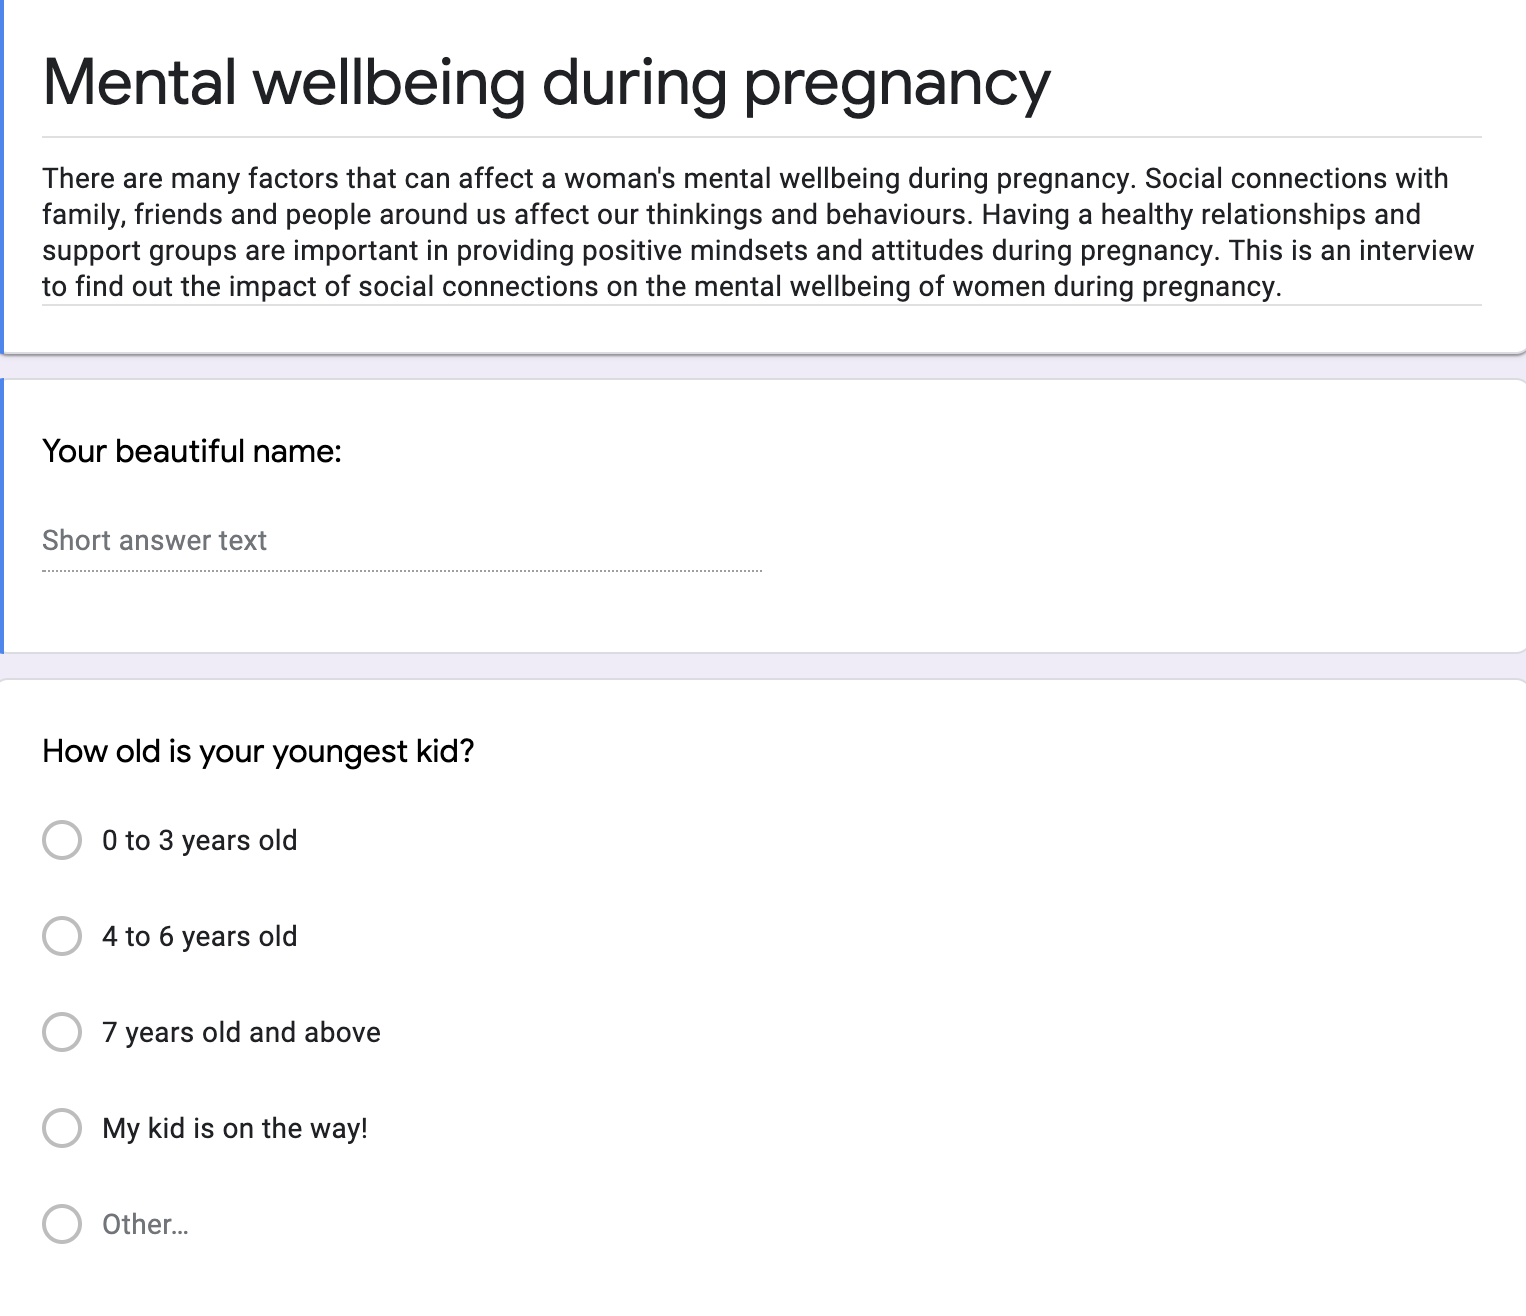 Mental wellbeing during pregnancy
There are many factors that can affect a woman's mental wellbeing during pregnancy. Social connections with
family, friends and people around us affect our thinkings and behaviours. Having a healthy relationships and
support groups are important in providing positive mindsets and attitudes during pregnancy. This is an interview
to find out the impact of social connections on the mental wellbeing of women during pregnancy.
Your beautiful name:
Short answer text
How old is your youngest kid?
0 to 3 years old
4 to 6 years old
7 years old and above
My kid is on the way!
Other...